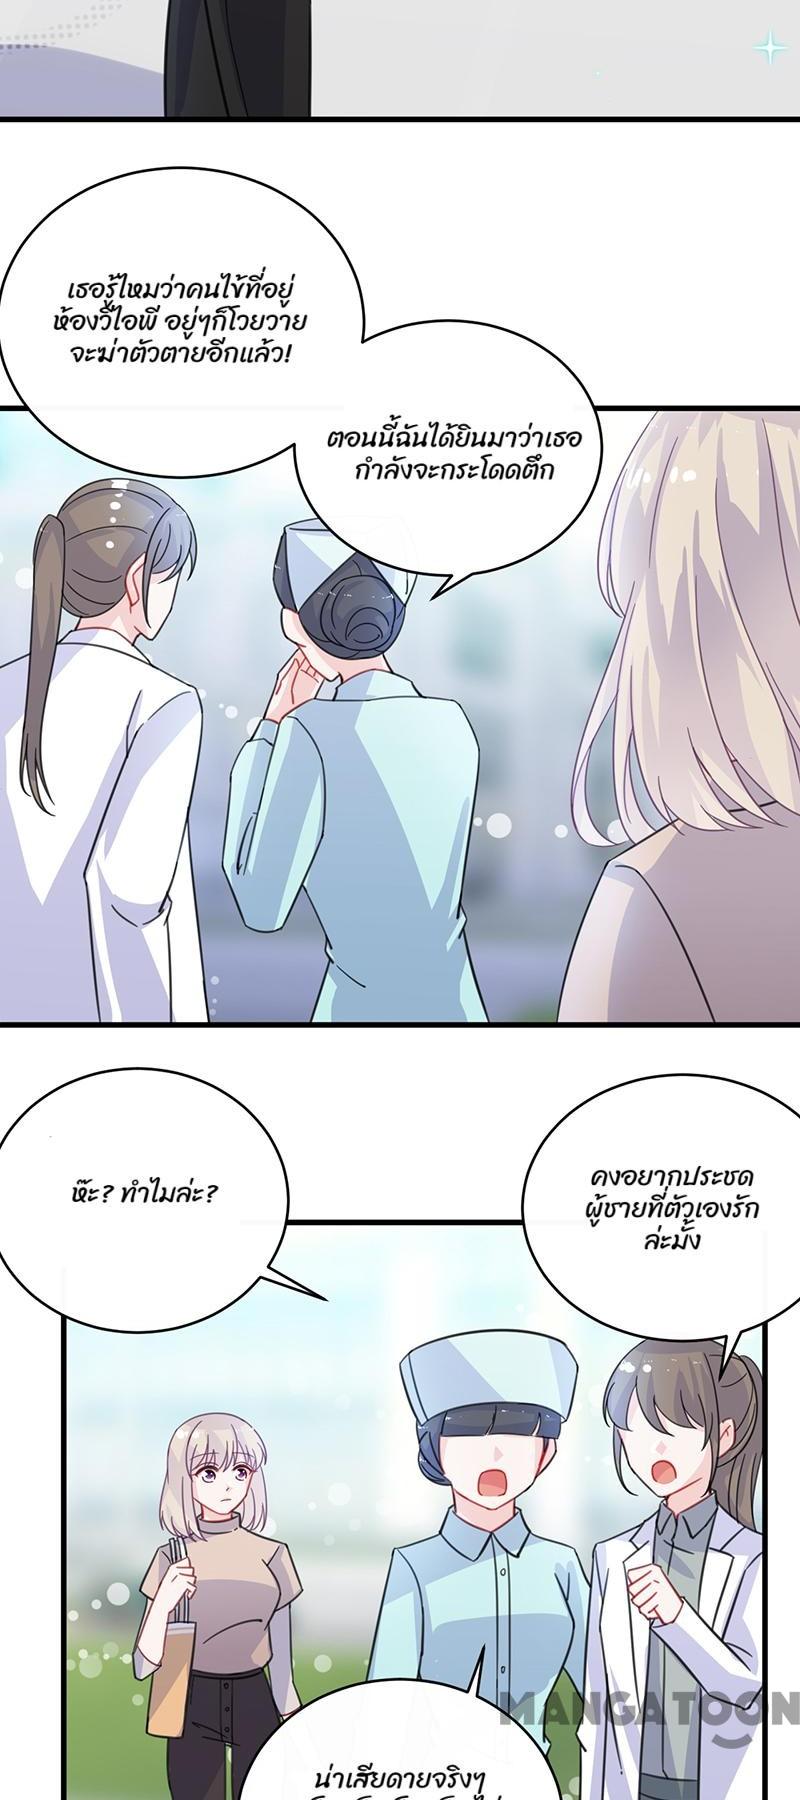 เธอรู้ไหมว่าคนไข้ที่อยู่
ห้องวีไอพี อยู่ๆก็โวยวาย
จะฆ่าตัวตายอีกแล้ว!
ตอนนี้ฉันได้ยินมาว่าเธอ
กำลังจะกระโดดตึก
ห๊ะ? ทำไมล่ะ?
คงอยากประชด
ผู้ชายที่ตัวเองรัก
ล่ะมั้ง
MANGATOON
น่าเสียดายจริงๆ